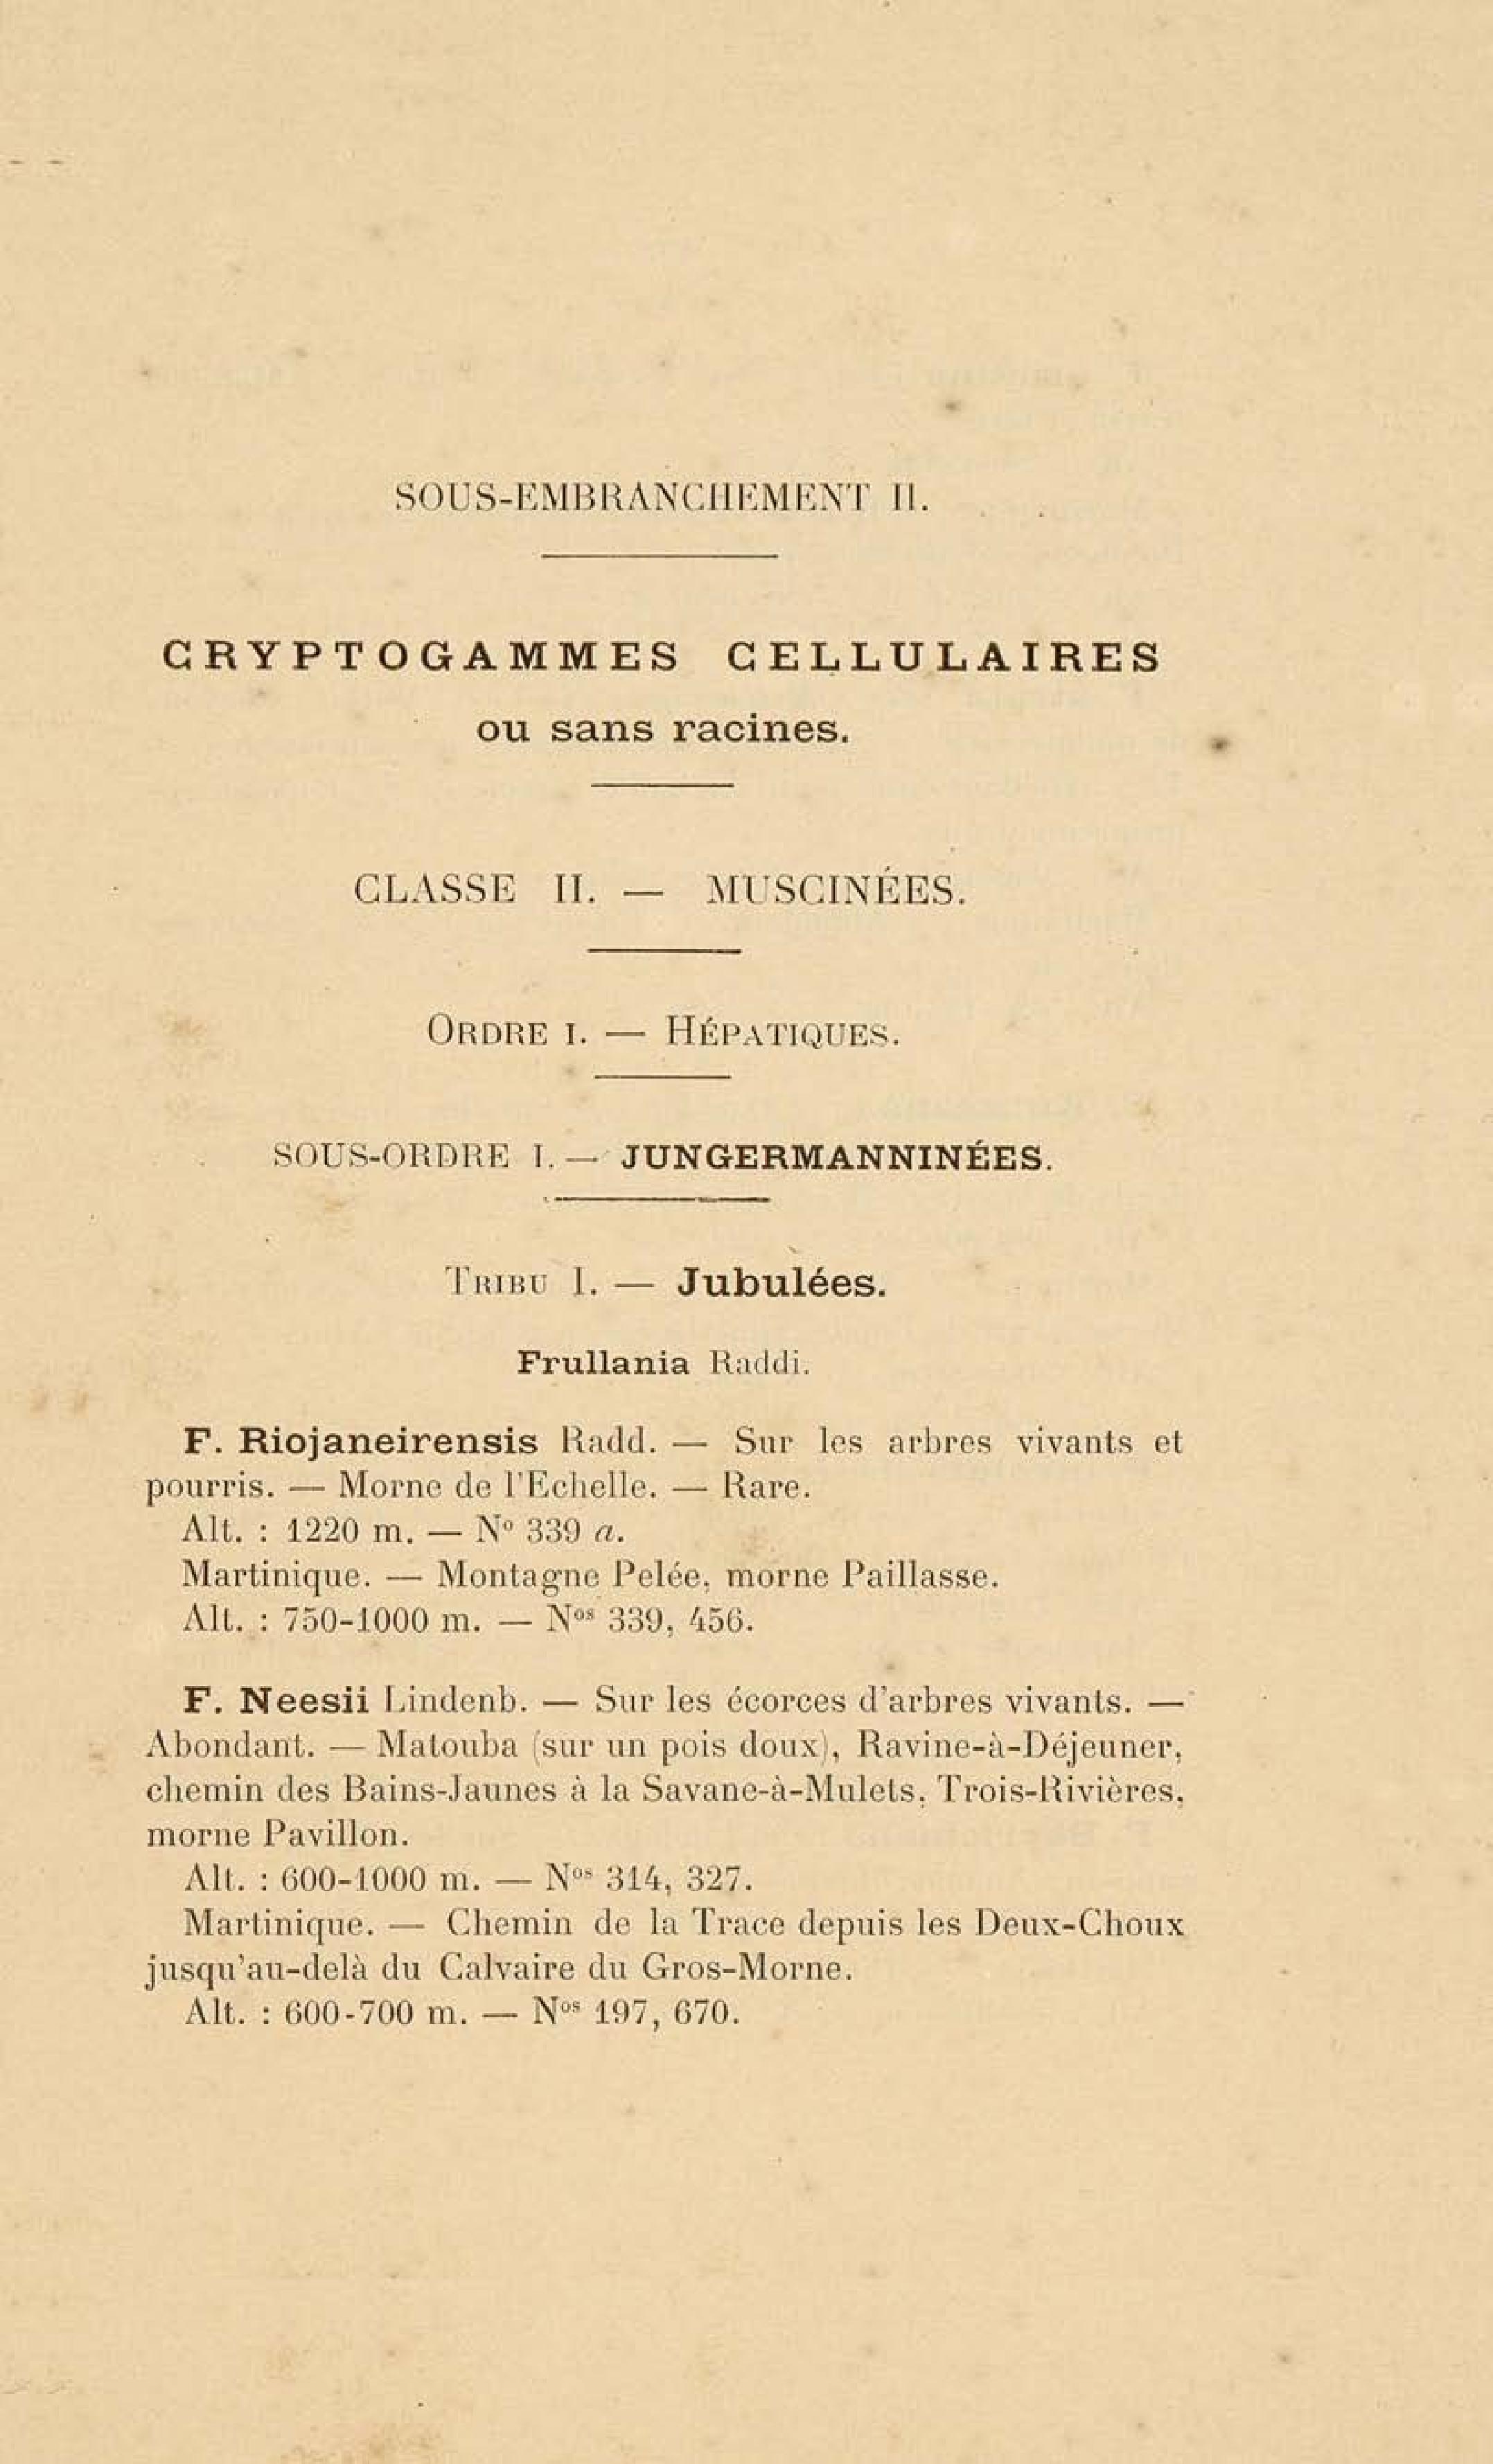 SOUS-EMBRANCHEMENT II.
CRYPTOGAMMES CELLULAIRES
ou sans racines.
CLASSE II. — MUSCINÉES.
ORDRE I. — HÉPATIQUES.
SOUS-ORDRE I. — JUNGERMANNINÉES.
TRIBU I. — Jubulées.
Frullania Raddi.
F. Riojaneirensis Radd. — Sur les arbres vivants et
pourris. — Morne de l'Echelle. — Rare.
Alt. : 1220 m. — Nº 339 a.
Martinique. — Montagne Pelée, morne Paillasse.
Alt. : 750-1000 m. — Nos 339, 456.
F. Neesii Lindenb. — Sur les écorces d'arbres vivants. —
Abondant. — Matouba (sur un pois doux), Ravine-à-Déjeuner,
chemin des Bains-Jaunes à la Savane-à-Mulets, Trois-Rivières,
morne Pavillon.
Alt. : 600-1000 m. — Nos 314, 327.
Martinique. — Chemin de la Trace depuis les Deux-Choux
jusqu'au-delà du Calvaire du Gros-Morne.
Alt. : 600-700 m. — Nos 197, 670.